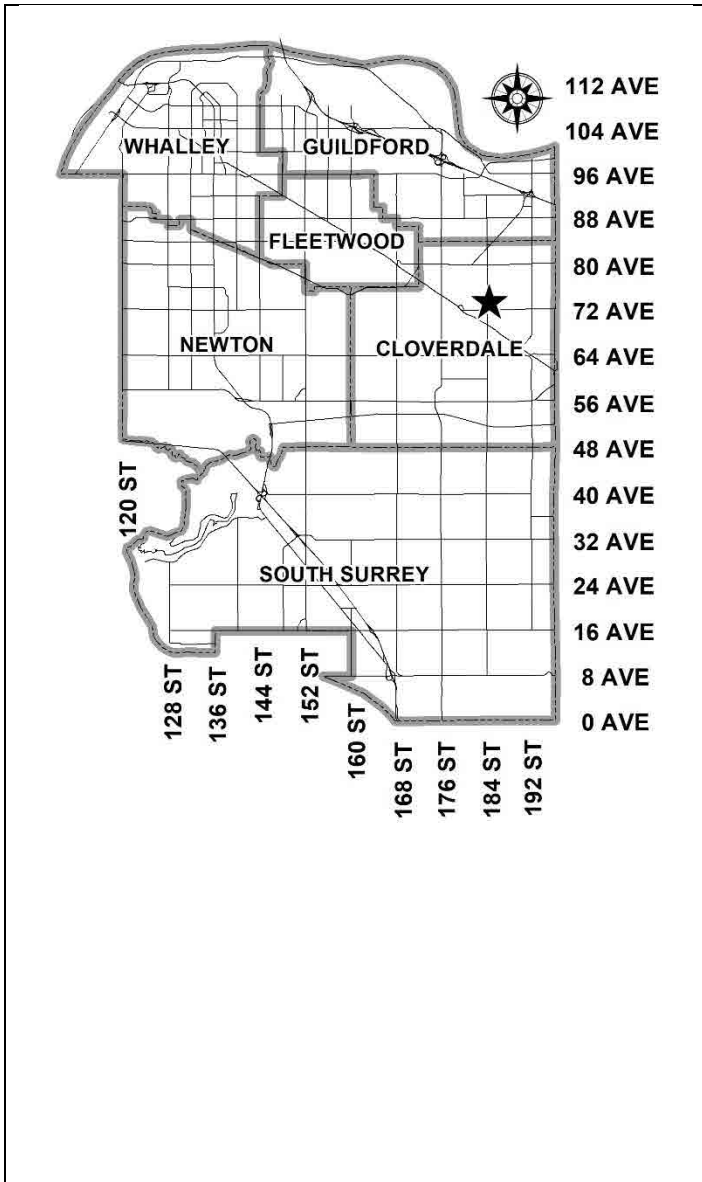 112 AVE
104 AVE
WHALLEY
GUILDFORD
96 AVE
88 AVE
FLEETWOOD
80 AVE
72 AVE
NEWTON
CLOVERDALE
64 AVE
56 AVE
48 AVE
120 ST
40 AVE
32 AVE
SOUTH SURREY
24 AVE
16 AVE
128 ST
136 ST
144 ST
152 ST
160 ST
8 AVE
0 AVE
168 ST
176 ST
184 ST
192 ST